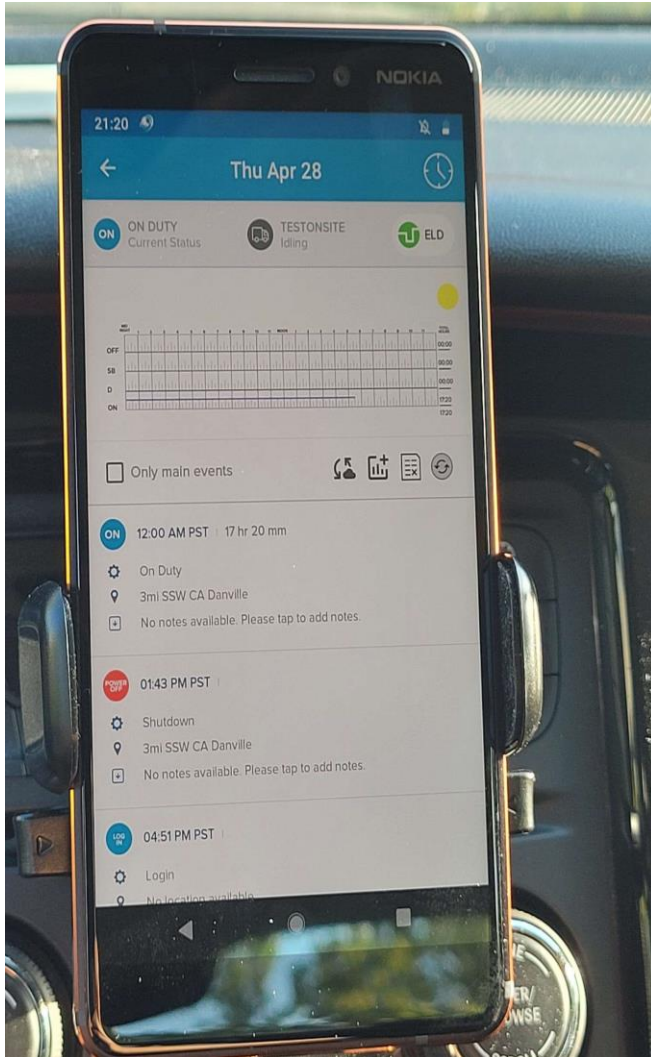 NOKIA
21:20
Thu Apr 28
ON
ON DUTY
Current Status
TESTONSITE
Idling
ELD
OFF
SB
D
ON
00:00
00:00
00:00
17:20
17:20
Only main events
ON
12:00 AM PST
17 hr 20 mm
On Duty
3mi SSW CA Danville
No notes available. Please tap to add notes.
POWER
OFF
01:43 PM PST
Shutdown
3mi SSW CA Danville
No notes available. Please tap to add notes.
LOG
IN
04:51 PM PST
Login
No location available